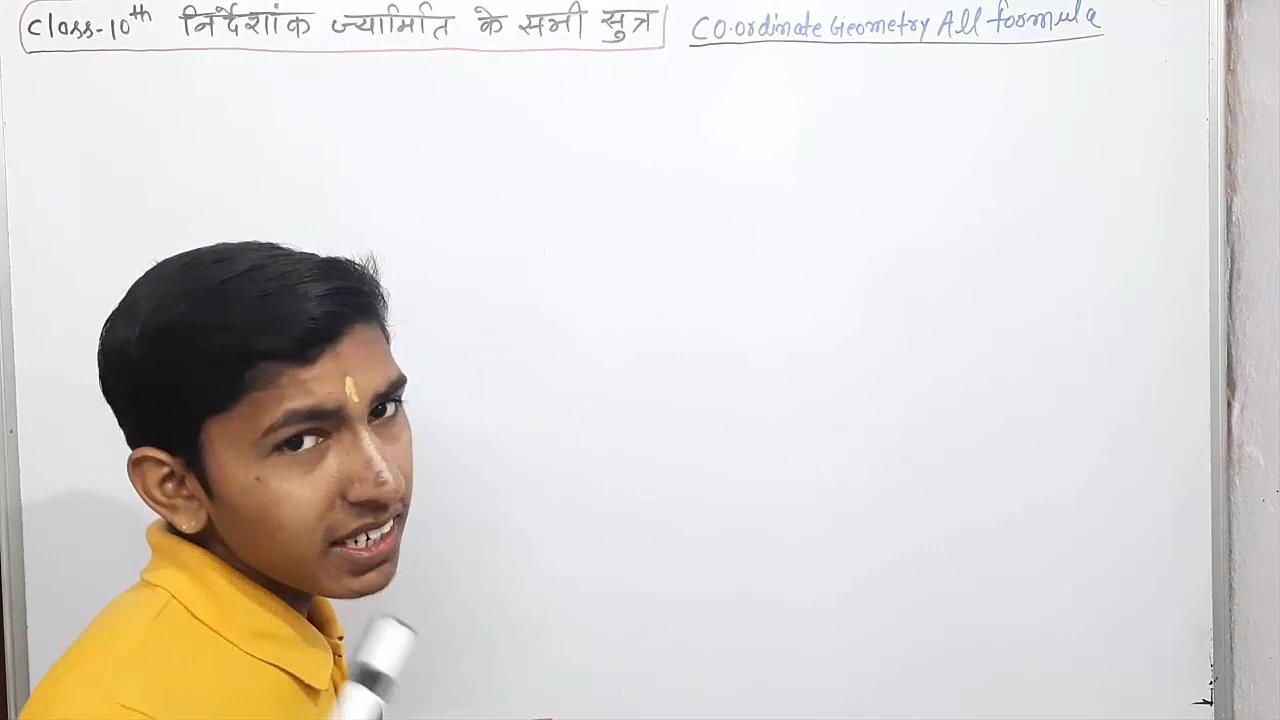 Class-10th निर्देशांक ज्यामिति के सभी सुत्र CO-ordinate Geometry All formula